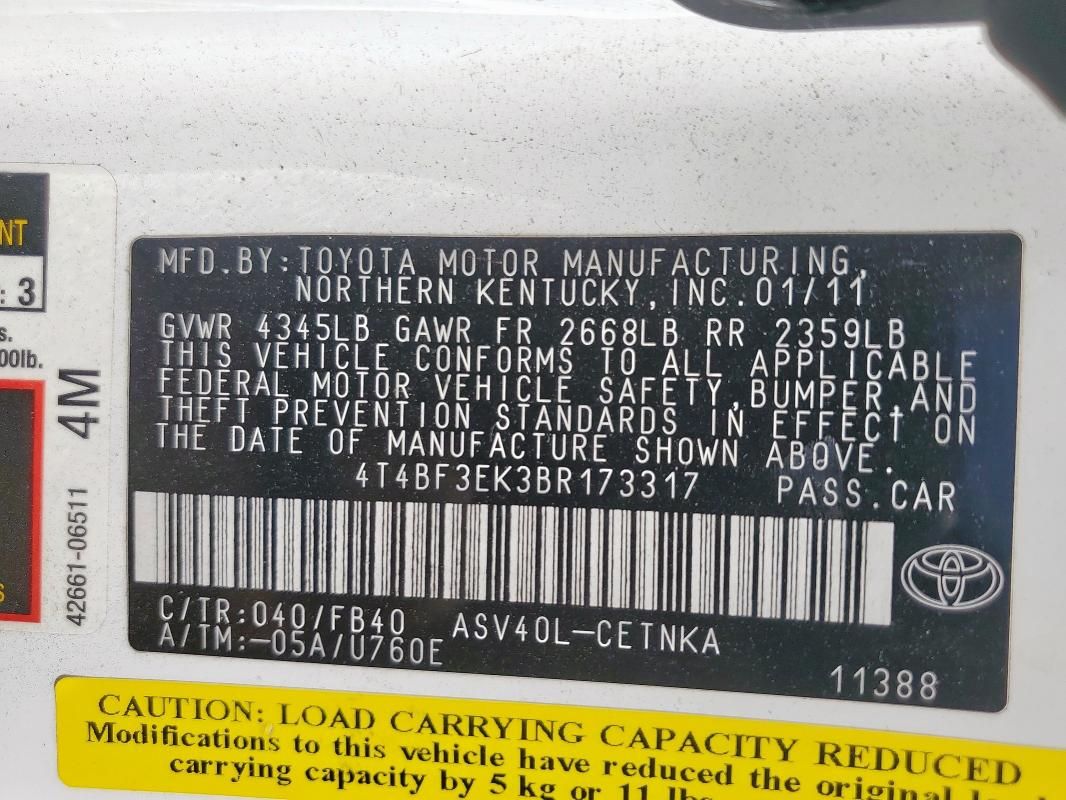 NT
: 3
s.
00lb.
4M
42661-06511
S
MFD.BY:TOYOTA MOTOR MANUFACTURING,
NORTHERN KENTUCKY, INC.01/11
GVWR 4345LB GAWR FR 2668LB RR 2359LB
THIS VEHICLE CONFORMS TO ALL APPLICABLE
FEDERAL MOTOR VEHICLE SAFETY,BUMPER,AND
THEFT PREVENTION STANDARDS IN EFFECT ON
THE DATE OF MANUFACTURE SHOWN ABOVE.
4T4BF3EK3BR173317 PASS.CAR
C/TR:040/FB40 ASV40L-CETNKA
A/TM:-05A/U760E
11388
CAUTION: LOAD CARRYING CAPACITY REDUCED
Modifications to this vehicle have reduced the original
carrying capacity by 5 kg or 11 lbs